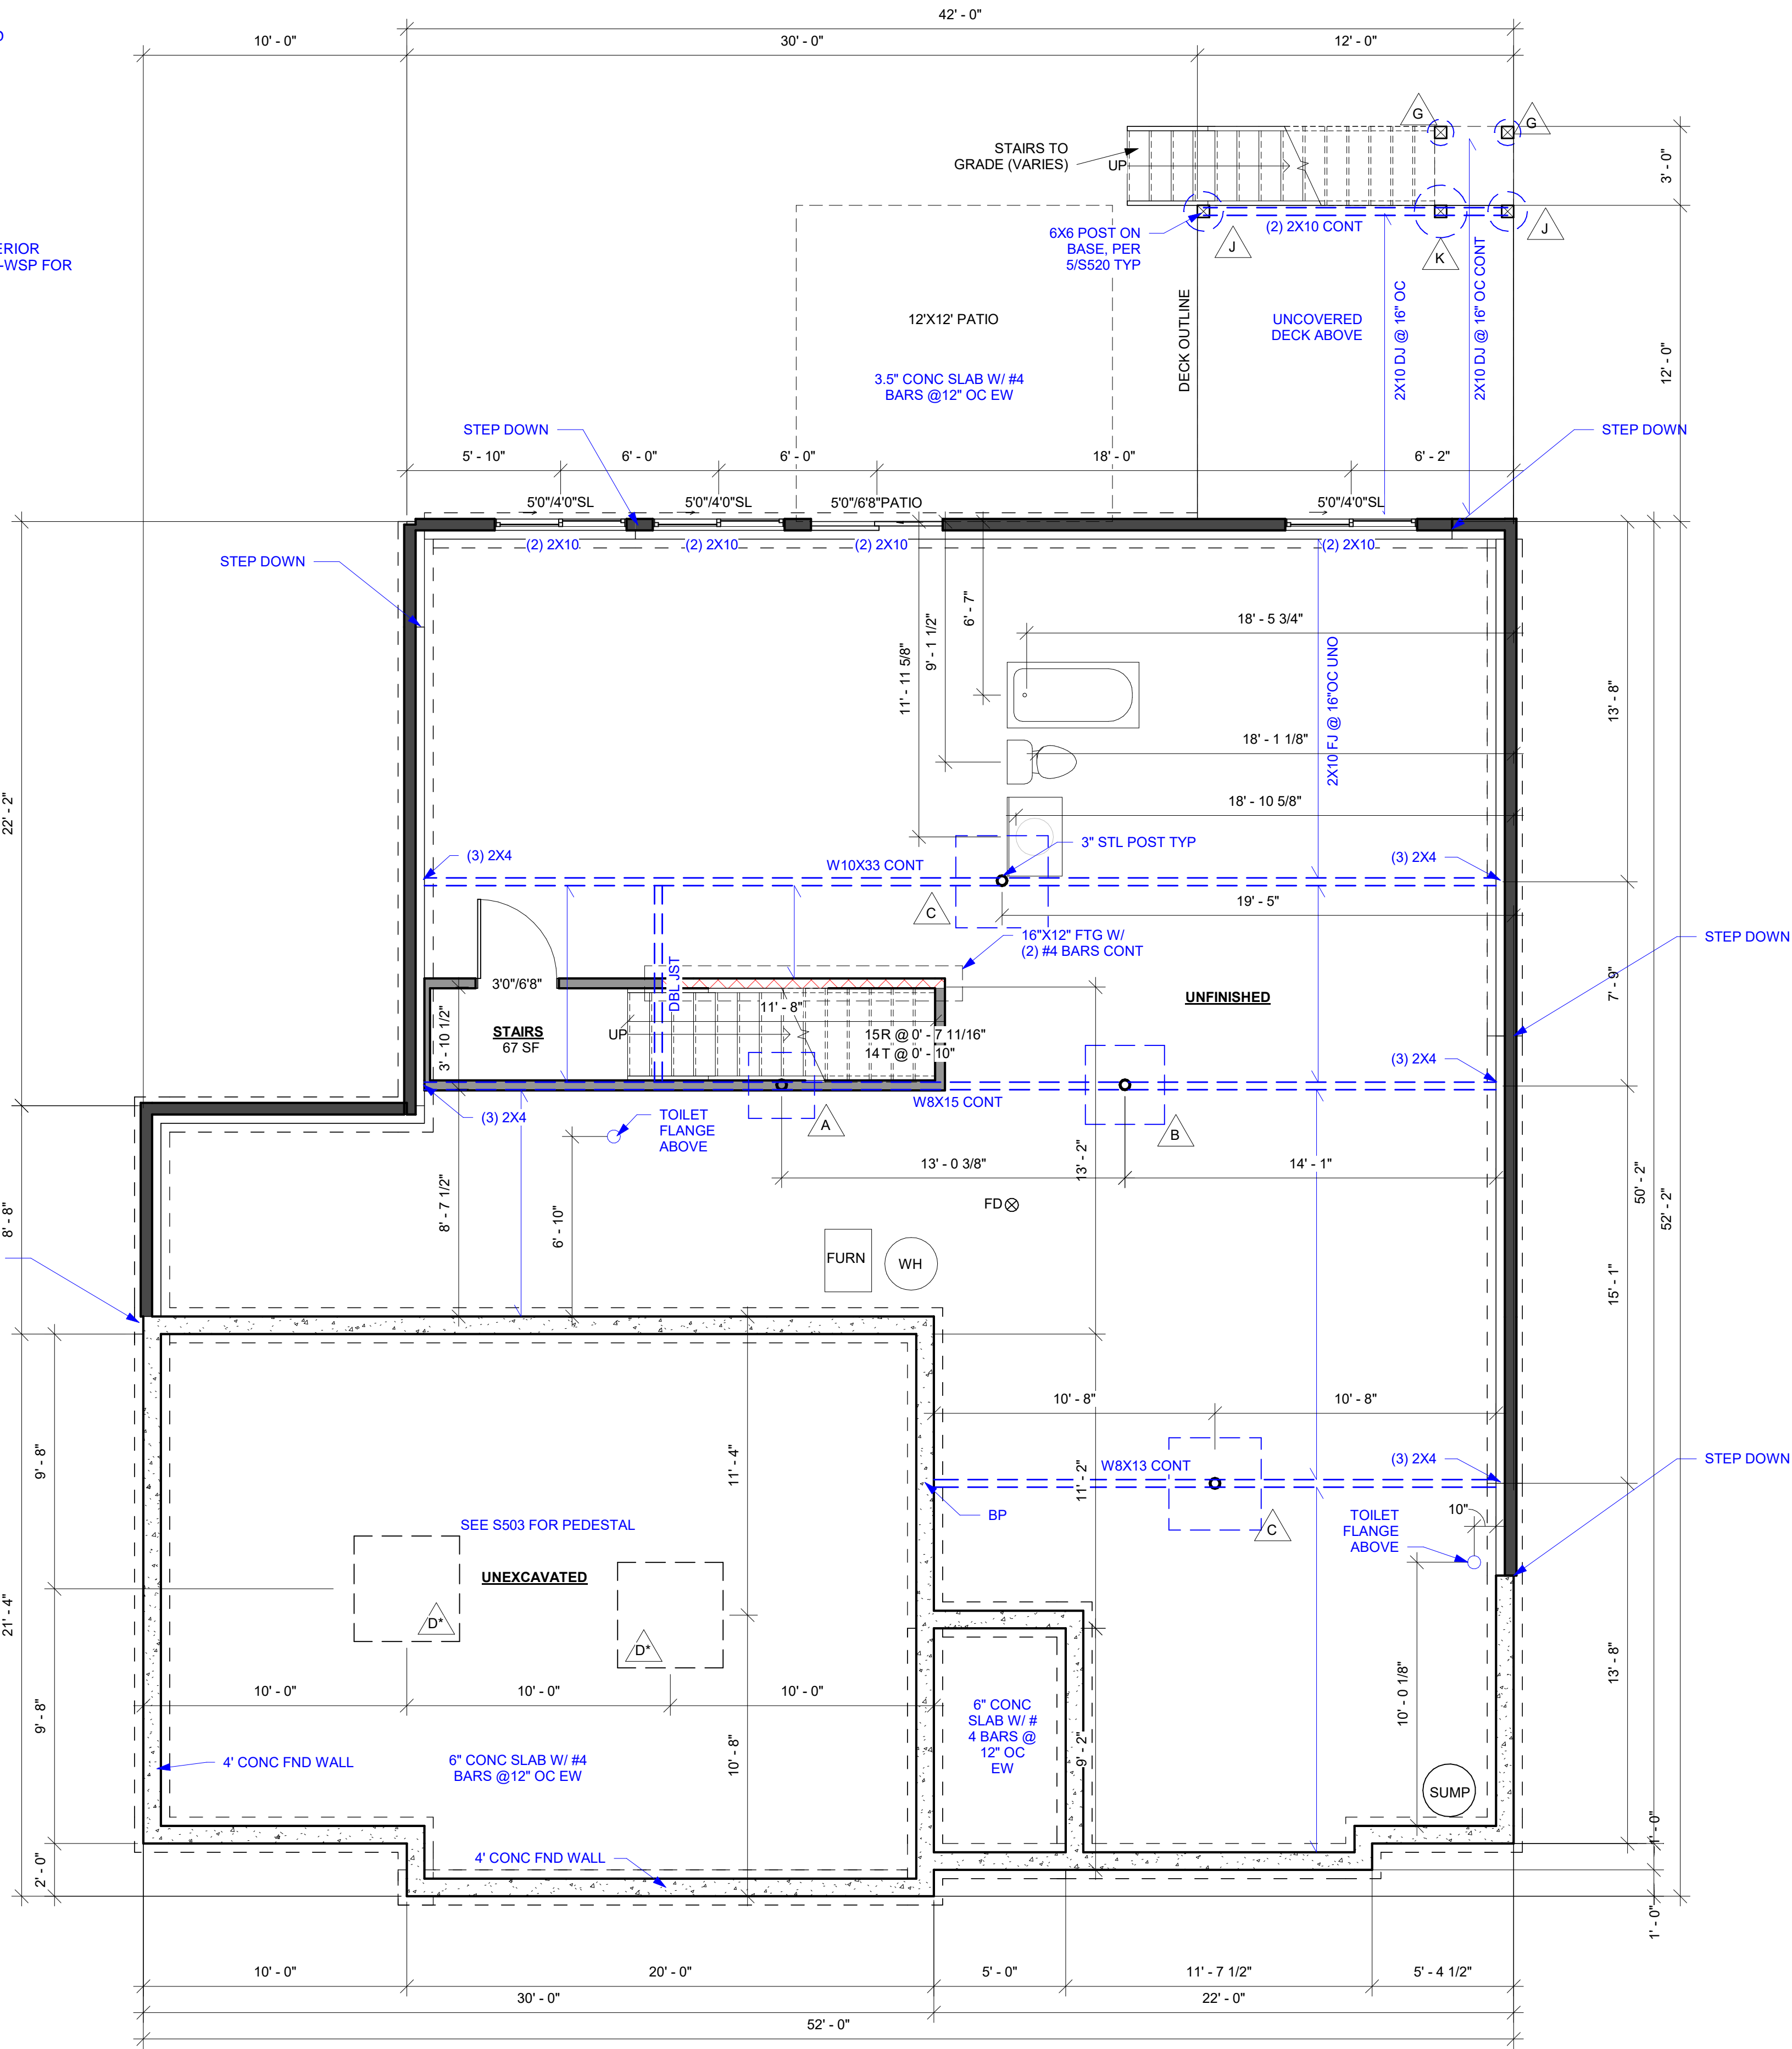 42' - 0"
10' - 0"
30' - 0"
12' - 0"
G
G
STAIRS TO
GRADE (VARIES)
UP
3' - 0"
6X6 POST ON
BASE, PER
5/S520 TYP
(2) 2X10 CONT
J
K
J
ERIOR
-WSP FOR
DECK OUTLINE
12'X12' PATIO
UNCOVERED
DECK ABOVE
2X10 DJ @ 16" OC
2X10 DJ @ 16" OC CONT
12' - 0"
3.5" CONC SLAB W/ #4
BARS @12" OC EW
STEP DOWN
STEP DOWN
5' - 10"
6' - 0"
6' - 0"
18' - 0"
6' - 2"
5'0"/4'0"SL
5'0"/4'0"SL
5'0"/6'8"PATIO
5'0"/4'0"SL
(2) 2X10
(2) 2X10
(2) 2X10
(2) 2X10
STEP DOWN
6' - 7"
9' - 1 1/2"
11' - 11 5/8"
18' - 5 3/4"
2X10 FJ @ 16"OC UNO
13' - 8"
18' - 1 1/8"
18' - 10 5/8"
22' - 2"
(3) 2X4
W10X33 CONT
3" STL POST TYP
(3) 2X4
C
19' - 5"
16"X12" FTG W/
(2) #4 BARS CONT
STEP DOWN
3'0"/6'8"
DBL JST
UNFINISHED
7' - 9"
11' - 8"
STAIRS
67 SF
UP
15R @ 0' - 7 11/16"
14T @ 0' - 10"
3' - 10 1/2"
(3) 2X4
(3) 2X4
W8X15 CONT
TOILET
FLANGE
ABOVE
A
B
13' - 2"
13' - 0 3/8"
14' - 1"
50' - 2"
52' - 2"
8' - 7 1/2"
6' - 10"
8' - 8"
FD
FURN
WH
15' - 1"
10' - 8"
10' - 8"
9' - 8"
11' - 4"
W8X13 CONT
(3) 2X4
STEP DOWN
11' - 2"
BP
C
TOILET
FLANGE
ABOVE
10"
SEE S503 FOR PEDESTAL
UNEXCAVATED
D*
D*
21' - 4"
13' - 8"
10' - 0 1/8"
10' - 0"
10' - 0"
10' - 0"
9' - 8"
10' - 8"
6" CONC
SLAB W/ #
4 BARS @
12" OC
EW
9' - 2"
4' CONC FND WALL
6" CONC SLAB W/ #4
BARS @12" OC EW
SUMP
1' - 0"
4' CONC FND WALL
2' - 0"
1' - 0"
10' - 0"
20' - 0"
5' - 0"
11' - 7 1/2"
5' - 4 1/2"
30' - 0"
22' - 0"
52' - 0"